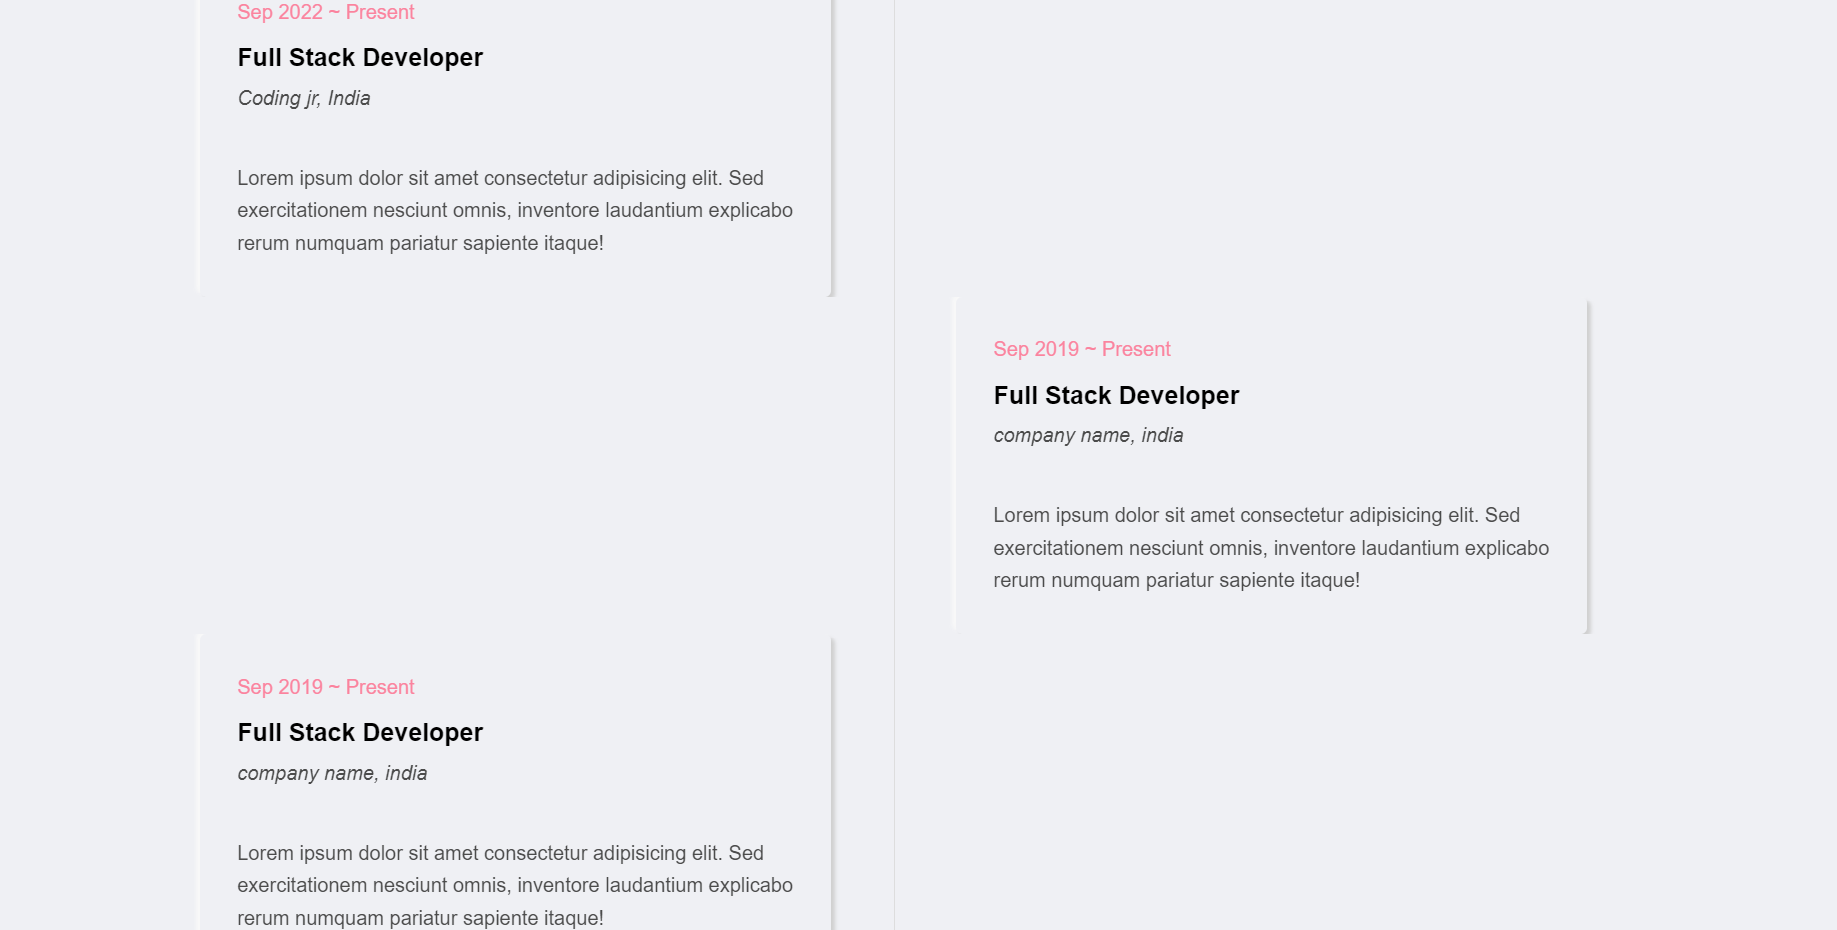 Sep 2022 ~ Present
Full Stack Developer
Coding jr, India
Lorem ipsum dolor sit amet consectetur adipisicing elit. Sed
exercitationem nesciunt omnis, inventore laudantium explicabo
rerum numquam pariatur sapiente itaque!
Sep 2019 ~ Present
Full Stack Developer
company name, india
Lorem ipsum dolor sit amet consectetur adipisicing elit. Sed
exercitationem nesciunt omnis, inventore laudantium explicabo
rerum numquam pariatur sapiente itaque!
Sep 2019 ~ Present
Full Stack Developer
company name, india
Lorem ipsum dolor sit amet consectetur adipisicing elit. Sed
exercitationem nesciunt omnis, inventore laudantium explicabo
rerum numquam pariatur sapiente itaque!